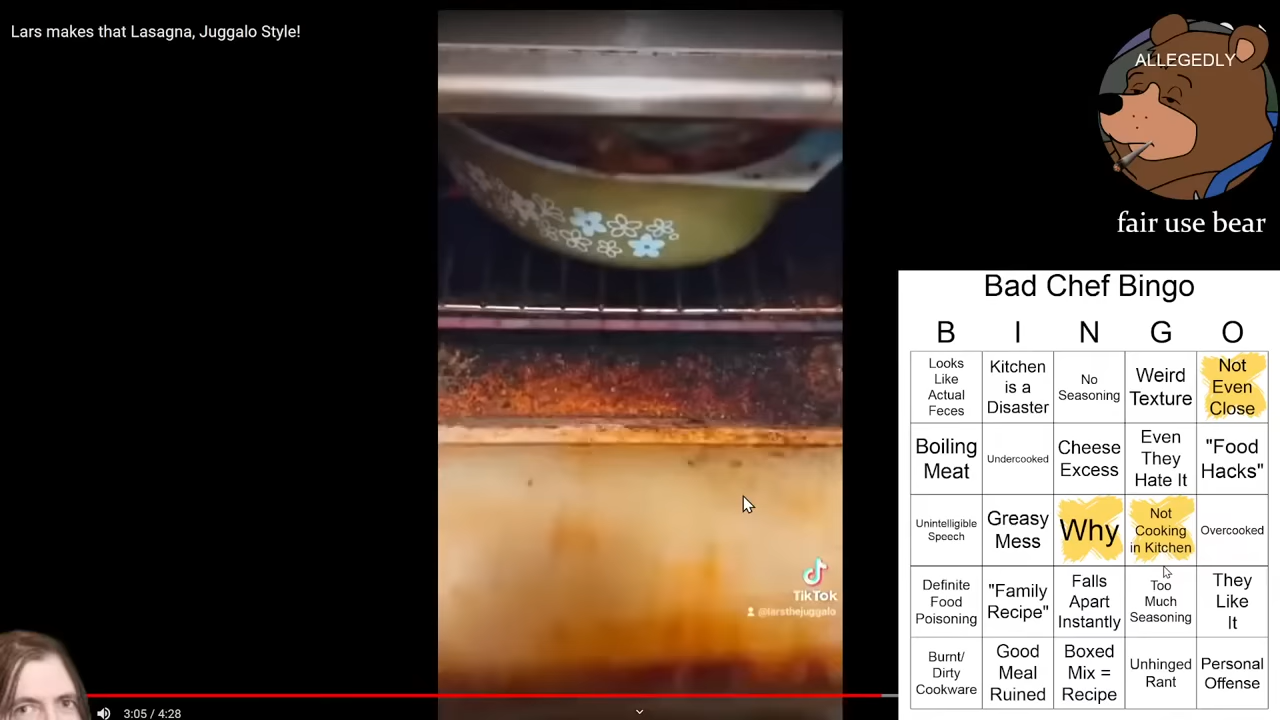 Lars makes that Lasagna, Juggalo Style!
ALLEGEDLY
fair use bear
TikTok
@larsthejuggalo
3:05 / 4:28
Bad Chef Bingo
B I N G O
Looks
Like
Actual
Feces
Kitchen
is a
Disaster
No
Seasoning
Weird
Texture
Not
Even
Close
Boiling
Meat
Undercooked
Cheese
Excess
Even
They
Hate It
"Food
Hacks"
Unintelligible
Speech
Greasy
Mess
Why
Not
Cooking
in Kitchen
Overcooked
Definite
Food
Poisoning
"Family
Recipe"
Falls
Apart
Instantly
Too
Much
Seasoning
They
Like
It
Burnt/
Dirty
Cookware
Good
Meal
Ruined
Boxed
Mix =
Recipe
Unhinged
Rant
Personal
Offense